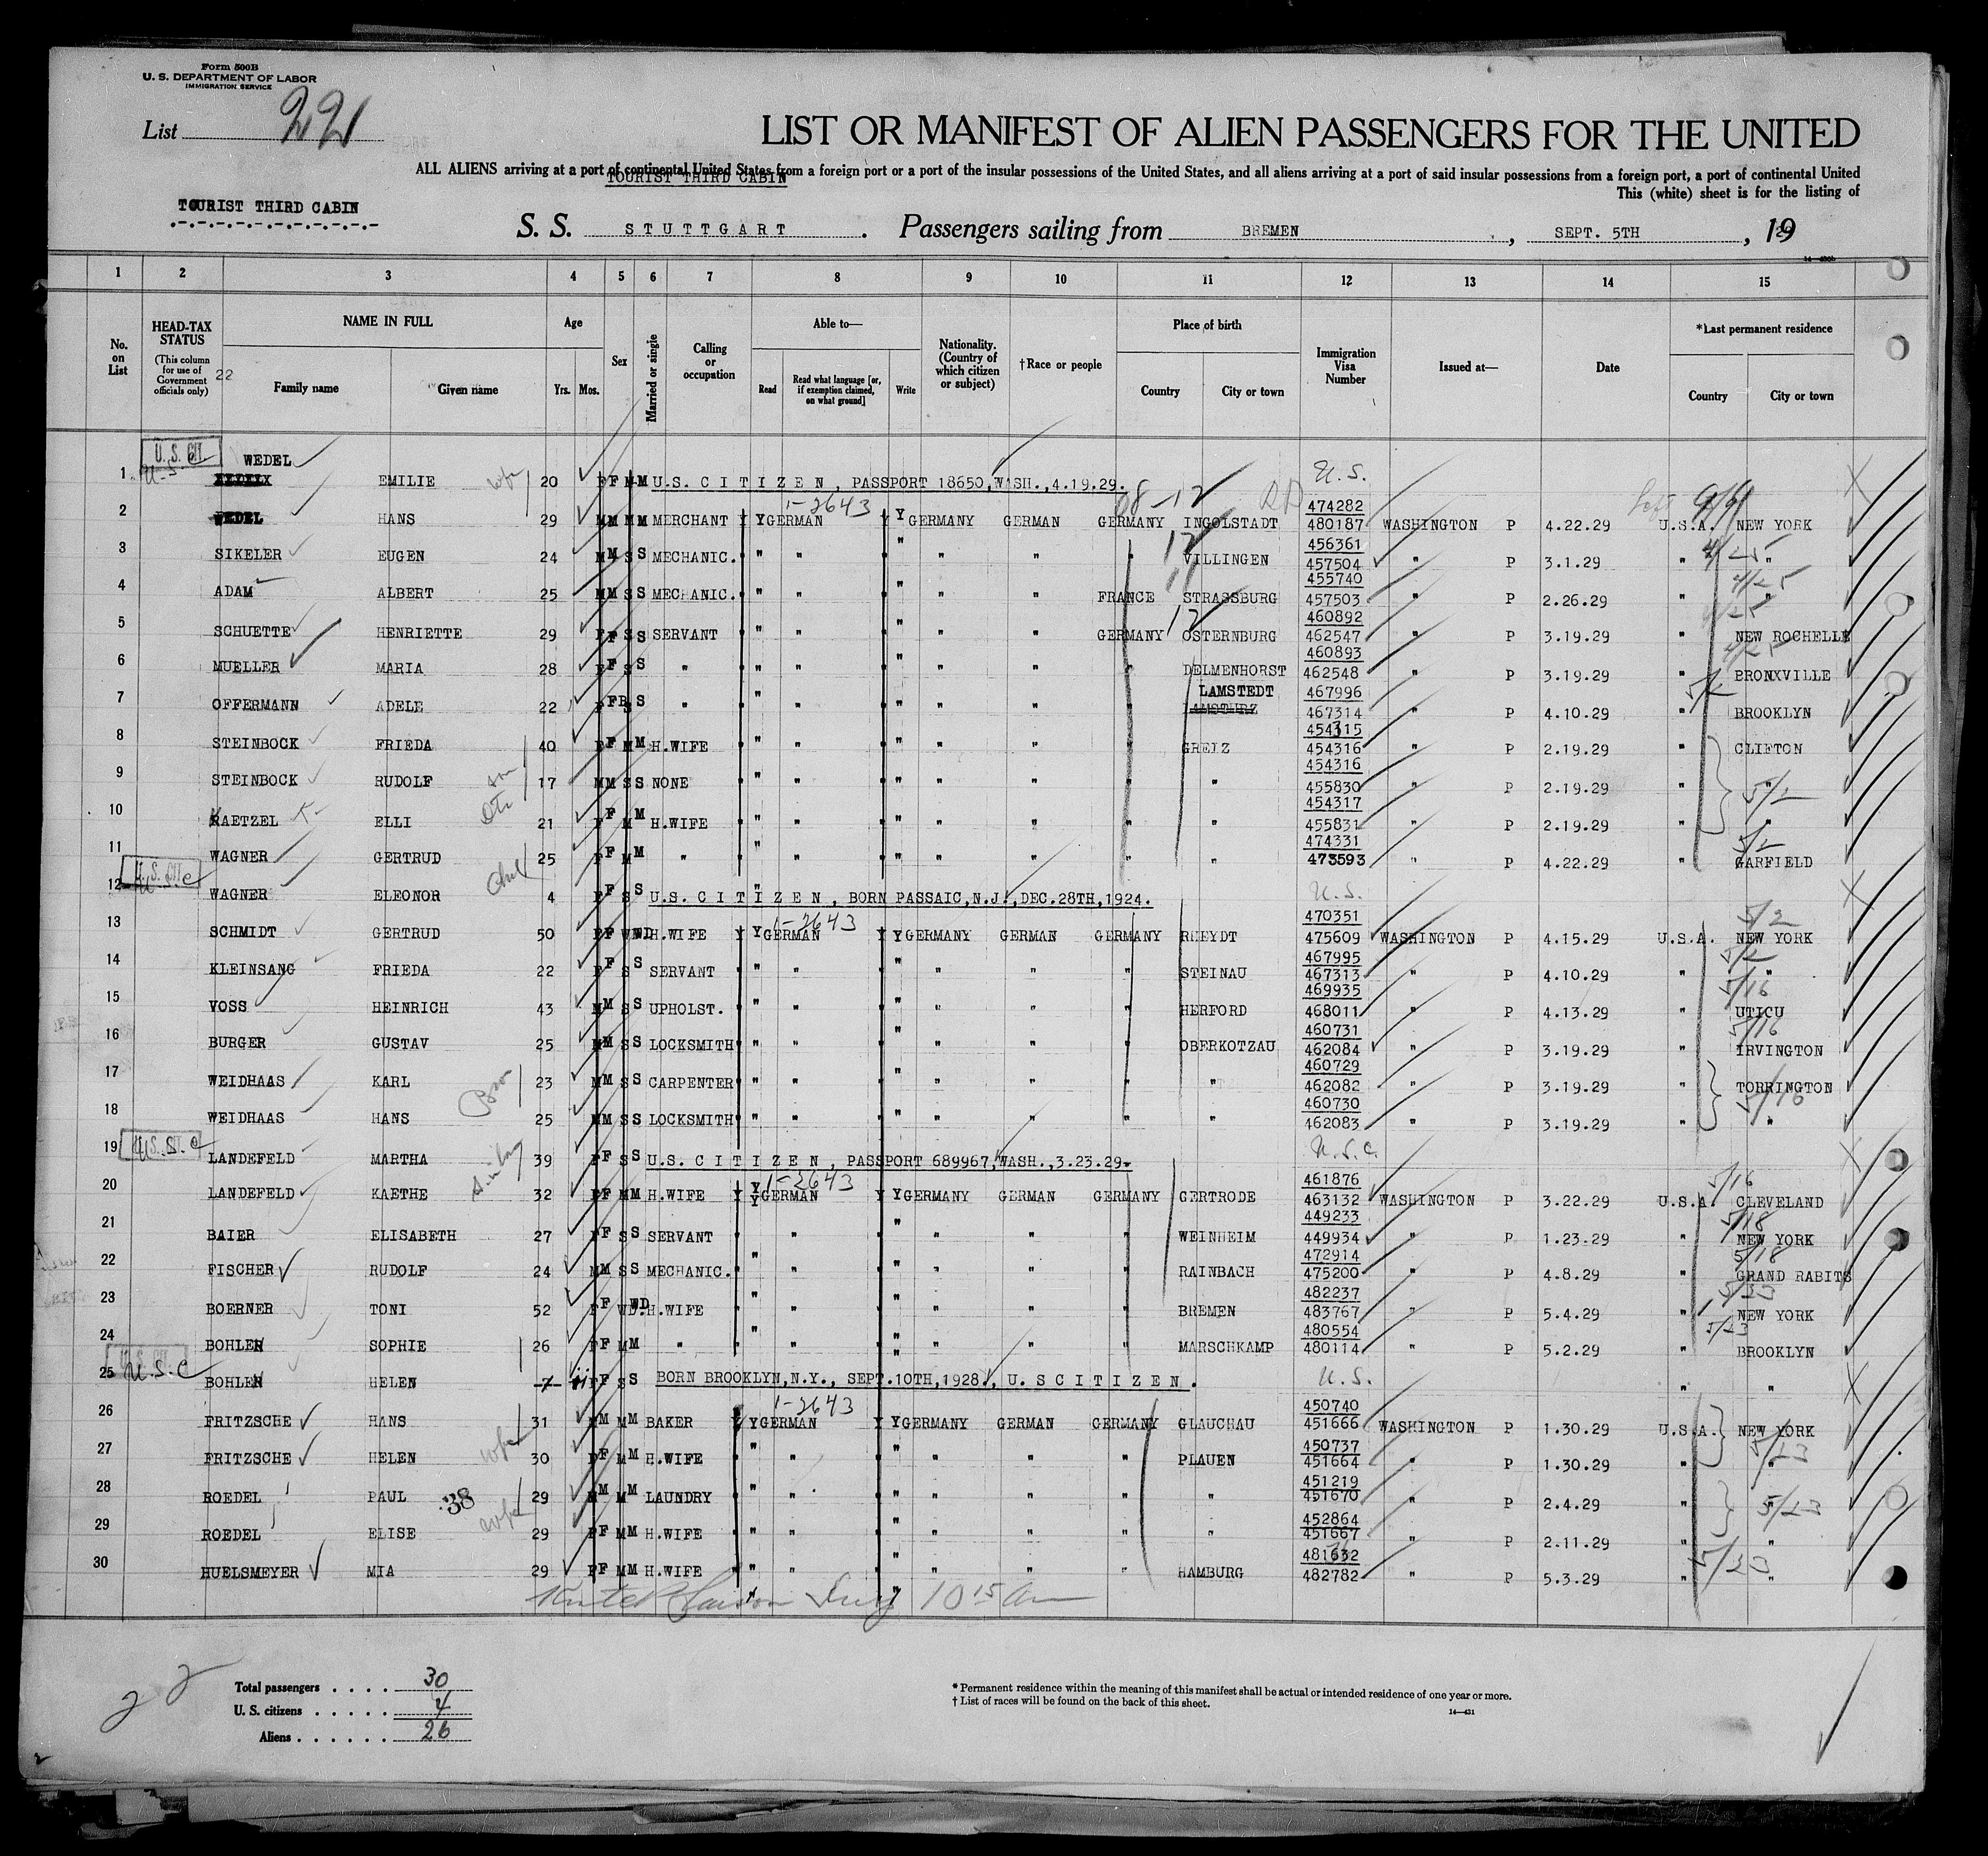 Form 500B
U. S. DEPARTMENT OF LABOR
IMMIGRATION SERVICE
List 221
LIST OR MANIFEST OF ALIEN PASSENGERS FOR THE UNITED
ALL ALIENS arriving at a port of continental United States from a foreign port or a port of the insular possessions of the United States, and all aliens arriving at a port of said insular possessions from a foreign port, a port of continental United
TOURIST THIRD CABIN
This (white) sheet is for the listing of
TOURIST THIRD CABIN
S. S. STUTTGART. Passengers sailing from BREMEN, SEPT. 5TH, 19 29
14—430b
1 2 3 4 5 6 7 8 9 10 11 12 13 14 15
No. on List
HEAD-TAX STATUS (This column for use of Government officials only) 22
NAME IN FULL Family name Given name
Age Yrs. Mos.
Sex
Married or single
Calling or occupation
Able to— Read Read what language [or, if exemption claimed, on what ground] Write
Nationality. (Country of which citizen or subject)
†Race or people
Place of birth Country City or town
Immigration Visa Number
Issued at—
Date
*Last permanent residence Country City or town
U. S. CIT. WEDEL
1 EMILIE wife 20 F F M M U.S. CITIZEN, PASSPORT 18650,WASH.,4.19.29. U.S.
1-2643 474282
2 WEDEL HANS 29 M M M M MERCHANT Y Y GERMAN Y Y GERMANY GERMAN GERMANY INGOLSTADT 480187 WASHINGTON P 4.22.29 U.S.A. NEW YORK
456361
3 SIKELER EUGEN 24 M M S S MECHANIC. " " " " " " VILLINGEN 457504 " P 3.1.29 " "
455740
4 ADAM ALBERT 25 M M S S MECHANIC. " " " " " FRANCE STRASSBURG 457503 " P 2.26.29 " "
460892
5 SCHUETTE HENRIETTE 29 F F S S SERVANT " " " " " GERMANY OSTERNBURG 462547 " P 3.19.29 " NEW ROCHELLE
460893
6 MUELLER MARIA 28 F F S S " " " " " " " DELMENHORST 462548 " P 3.19.29 " BRONXVILLE
LAMSTEDT 467996
7 OFFERMANN ADELE 22 F F S S " " " " " " " 467314 " P 4.10.29 " BROOKLYN
454315
8 STEINBOCK FRIEDA 40 F F M M H.WIFE " " " " " " GREIZ 454316 " P 2.19.29 " CLIFTON
454316
9 STEINBOCK RUDOLF son 17 M M S S NONE " " " " " " " 455830 " P 2.19.29 " "
454317
10 KAETZEL ELLI 21 F F M M H.WIFE " " " " " " " 455831 " P 2.19.29 " "
474331
11 WAGNER GERTRUD 25 F F M M " " " " " " " " 473593 " P 4.22.29 " GARFIELD
12 WAGNER ELEONOR 4 F F S S U.S. CITIZEN, BORN PASSAIC,N.J.,DEC.28TH,1924. U.S.
1-2643 470351
13 SCHMIDT GERTRUD 50 F F WD WD H.WIFE Y Y GERMAN Y Y GERMANY GERMAN GERMANY RHEYDT 475609 WASHINGTON P 4.15.29 U.S.A. NEW YORK
467995
14 KLEINSANG FRIEDA 22 F F S S SERVANT " " " " " " STEINAU 467313 " P 4.10.29 " "
469935
15 VOSS HEINRICH 43 M M S S UPHOLST. " " " " " " HERFORD 468011 " P 4.13.29 " UTICU
460731
16 BURGER GUSTAV 25 M M S S LOCKSMITH " " " " " " OBERKOTZAU 462084 " P 3.19.29 " IRVINGTON
460729
17 WEIDHAAS KARL 23 M M S S CARPENTER " " " " " " " 462082 " P 3.19.29 " TORRINGTON
460730
18 WEIDHAAS HANS 25 M M S S LOCKSMITH " " " " " " " 462083 " P 3.19.29 " "
19 LANDEFELD MARTHA 39 F F S S U.S. CITIZEN, PASSPORT 689967,WASH.,3.23.29. U.S.C.
1-2643 461876
20 LANDEFELD KAETHE 32 F F M M H.WIFE Y Y GERMAN Y Y GERMANY GERMAN GERMANY GERTRODE 463132 WASHINGTON P 3.22.29 U.S.A. CLEVELAND
449233
21 BAIER ELISABETH 27 F F S S SERVANT " " " " " WEINHEIM 449934 " P 1.23.29 " NEW YORK
472914
22 FISCHER RUDOLF 24 M M S S MECHANIC. " " " " " " RAINBACH 475200 " P 4.8.29 " GRAND RABITS
482237
23 BOERNER TONI 52 F F WD. WD H.WIFE " " " " " " BREMEN 483767 " P 5.4.29 " NEW YORK
480554
24 BOHLEN SOPHIE 26 F F M M " " " " " " " MARSCHKAMP 480114 " P 5.2.29 " BROOKLYN
25 U.S.C BOHLEN HELEN F F S S BORN BROOKLYN,N.Y., SEPT.10TH,1928., U.S CITIZEN. U.S. " "
1-2643 450740
26 FRITZSCHE HANS 31 M M M M BAKER Y Y GERMAN Y Y GERMANY GERMAN GERMANY GLAUCHAU 451666 WASHINGTON P 1.30.29 U.S.A. NEW YORK
450737
27 FRITZSCHE HELEN wife 30 F F M M H.WIFE " " " " " " PLAUEN 451664 " P 1.30.29 " "
451219
28 ROEDEL PAUL 38 29 M M M M LAUNDRY " " " " " " " 451670 " P 2.4.29 " "
452864
29 ROEDEL ELISE wife 29 F F M M H.WIFE " " " " " " " 451667 " P 2.11.29 " "
481632
30 HUELSMEYER MIA 29 F F M M H.WIFE " " " " " " HAMBURG 482782 " P 5.3.29 " "
10 15 am
Total passengers . . . . 30
U. S. citizens . . . . . 4
Aliens . . . . . . 26
* Permanent residence within the meaning of this manifest shall be actual or intended residence of one year or more.
† List of races will be found on the back of this sheet.
14—431